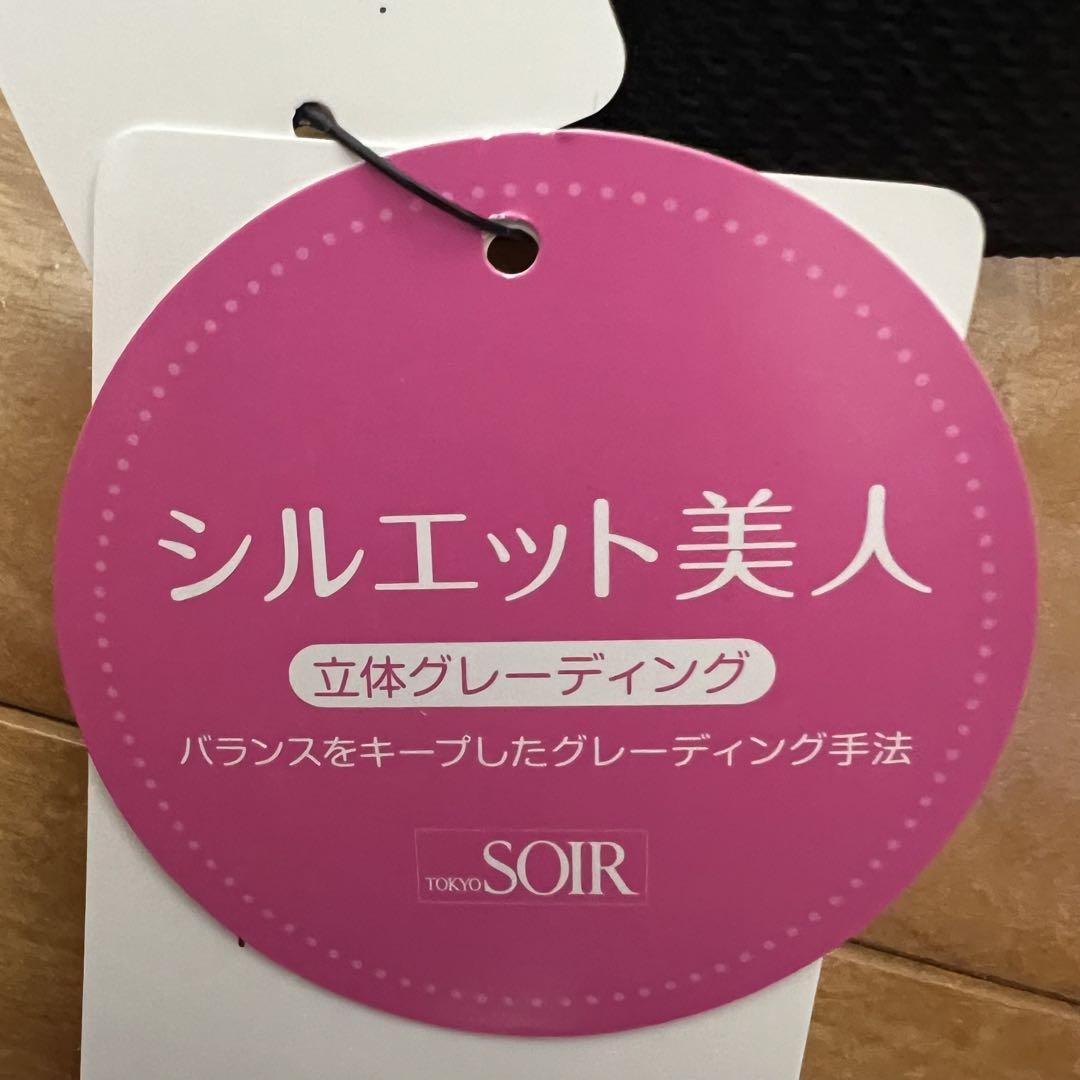 シルエット美人
立体グレーディング
バランスをキープしたグレーディング手法
TOKYO SOIR